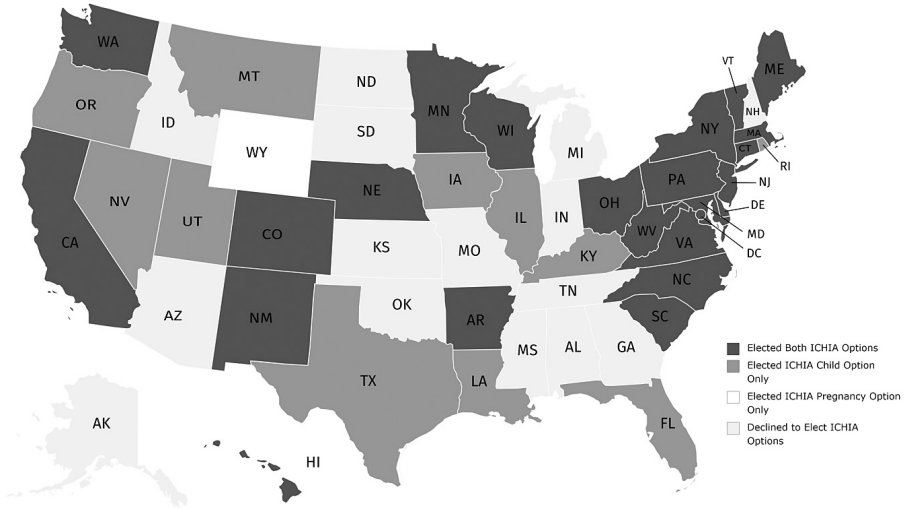 WA
VT
ME
MT
ND
OR
MN
ID
NH
WI
NY
SD
MA
MI
CT
WY
RI
IA
PA
NJ
NE
NV
OH
DE
IL
IN
UT
WV
MD
CO
CA
VA
KS
MO
DC
KY
NC
TN
OK
AZ
NM
AR
SC
MS
AL
GA
Elected Both ICHIA Options
Elected ICHIA Child Option
Only
TX
LA
Elected ICHIA Pregnancy Option
Only
AK
FL
Declined to Elect ICHIA
Options
HI